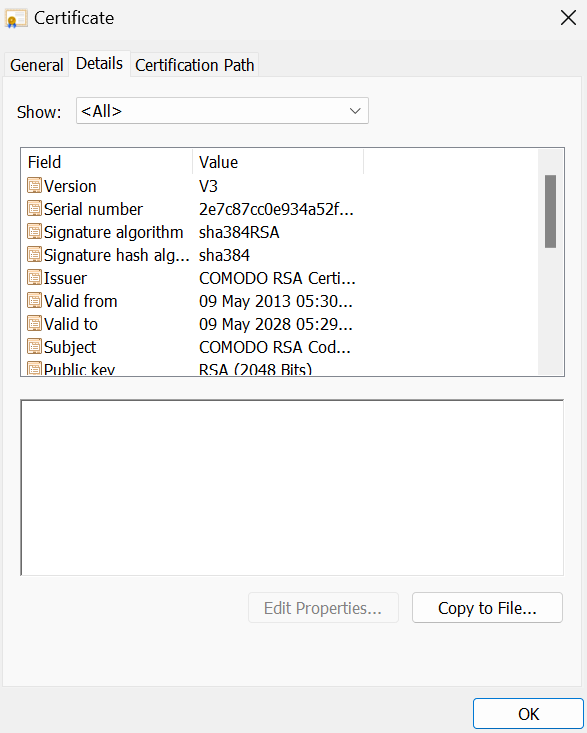 Certificate
General Details Certification Path
Show: <All>
Field Value
Version V3
Serial number 2e7c87cc0e934a52f...
Signature algorithm sha384RSA
Signature hash alg... sha384
Issuer COMODO RSA Certi...
Valid from 09 May 2013 05:30...
Valid to 09 May 2028 05:29...
Subject COMODO RSA Cod...
Public key RSA (2048 Bits)
Edit Properties... Copy to File...
OK